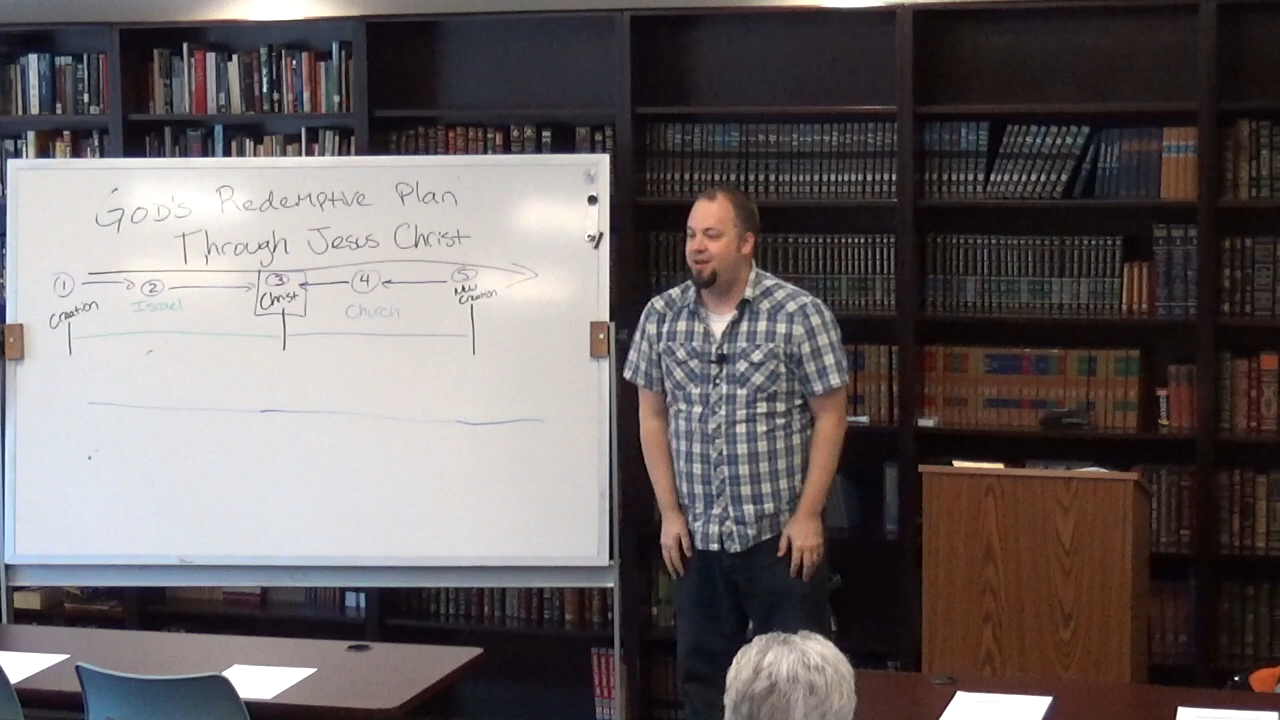 God's Redemptive Plan
Through Jesus Christ
1 2 3 4 5
Creation Israel Christ Church New Creation